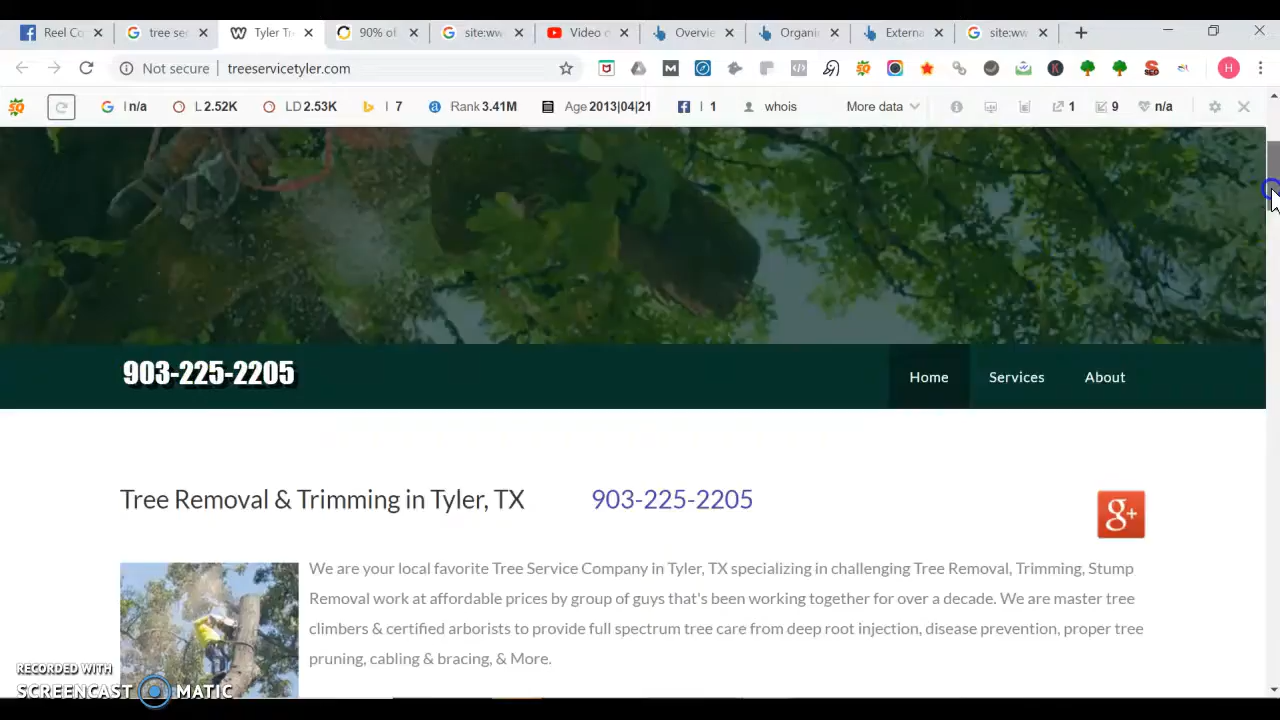 Reel Co
tree se
Tyler Tr
90% of
site:ww
Video o
Overvie
Organi
Externa
site:ww
Not secure
treeservicetyler.com
I n/a
L 2.52K
LD 2.53K
I 7
Rank 3.41M
Age 2013|04|21
I 1
whois
More data
1
9
n/a
903-225-2205
Home
Services
About
Tree Removal & Trimming in Tyler, TX
903-225-2205
g+
We are your local favorite Tree Service Company in Tyler, TX specializing in challenging Tree Removal, Trimming, Stump
Removal work at affordable prices by group of guys that's been working together for over a decade. We are master tree
climbers & certified arborists to provide full spectrum tree care from deep root injection, disease prevention, proper tree
pruning, cabling & bracing, & More.
RECORDED WITH
SCREENCAST MATIC